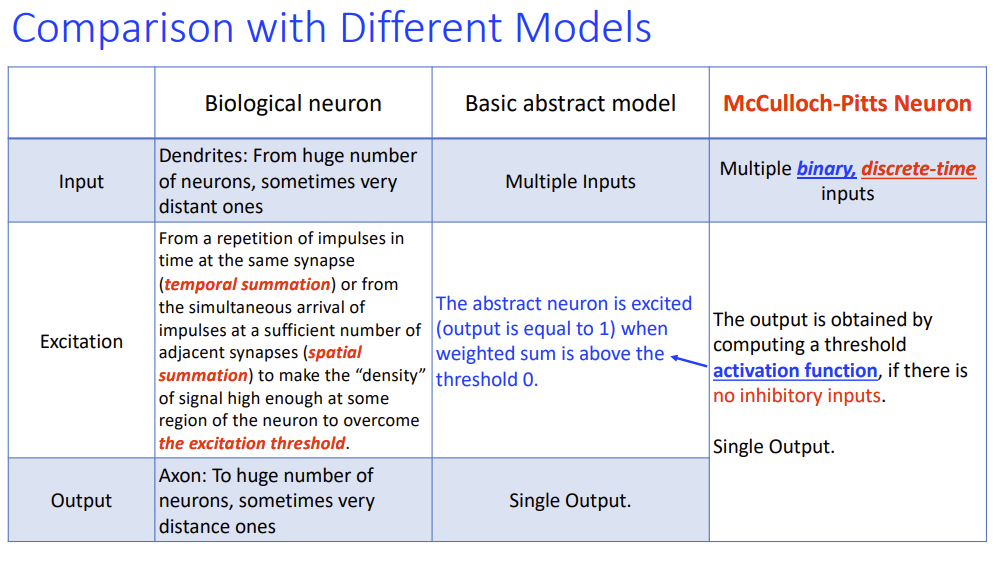 Comparison with Different Models
Biological neuron
Basic abstract model
McCulloch-Pitts Neuron
Input
Dendrites: From huge number
of neurons, sometimes very
distant ones
Multiple Inputs
Multiple binary, discrete-time
inputs
Excitation
From a repetition of impulses in
time at the same synapse
(temporal summation) or from
the simultaneous arrival of
impulses at a sufficient number of
adjacent synapses (spatial
summation) to make the “density”
of signal high enough at some
region of the neuron to overcome
the excitation threshold.
The abstract neuron is excited
(output is equal to 1) when
weighted sum is above the
threshold 0.
The output is obtained by
computing a threshold
activation function, if there is
no inhibitory inputs.
Single Output.
Output
Axon: To huge number of
neurons, sometimes very
distance ones
Single Output.